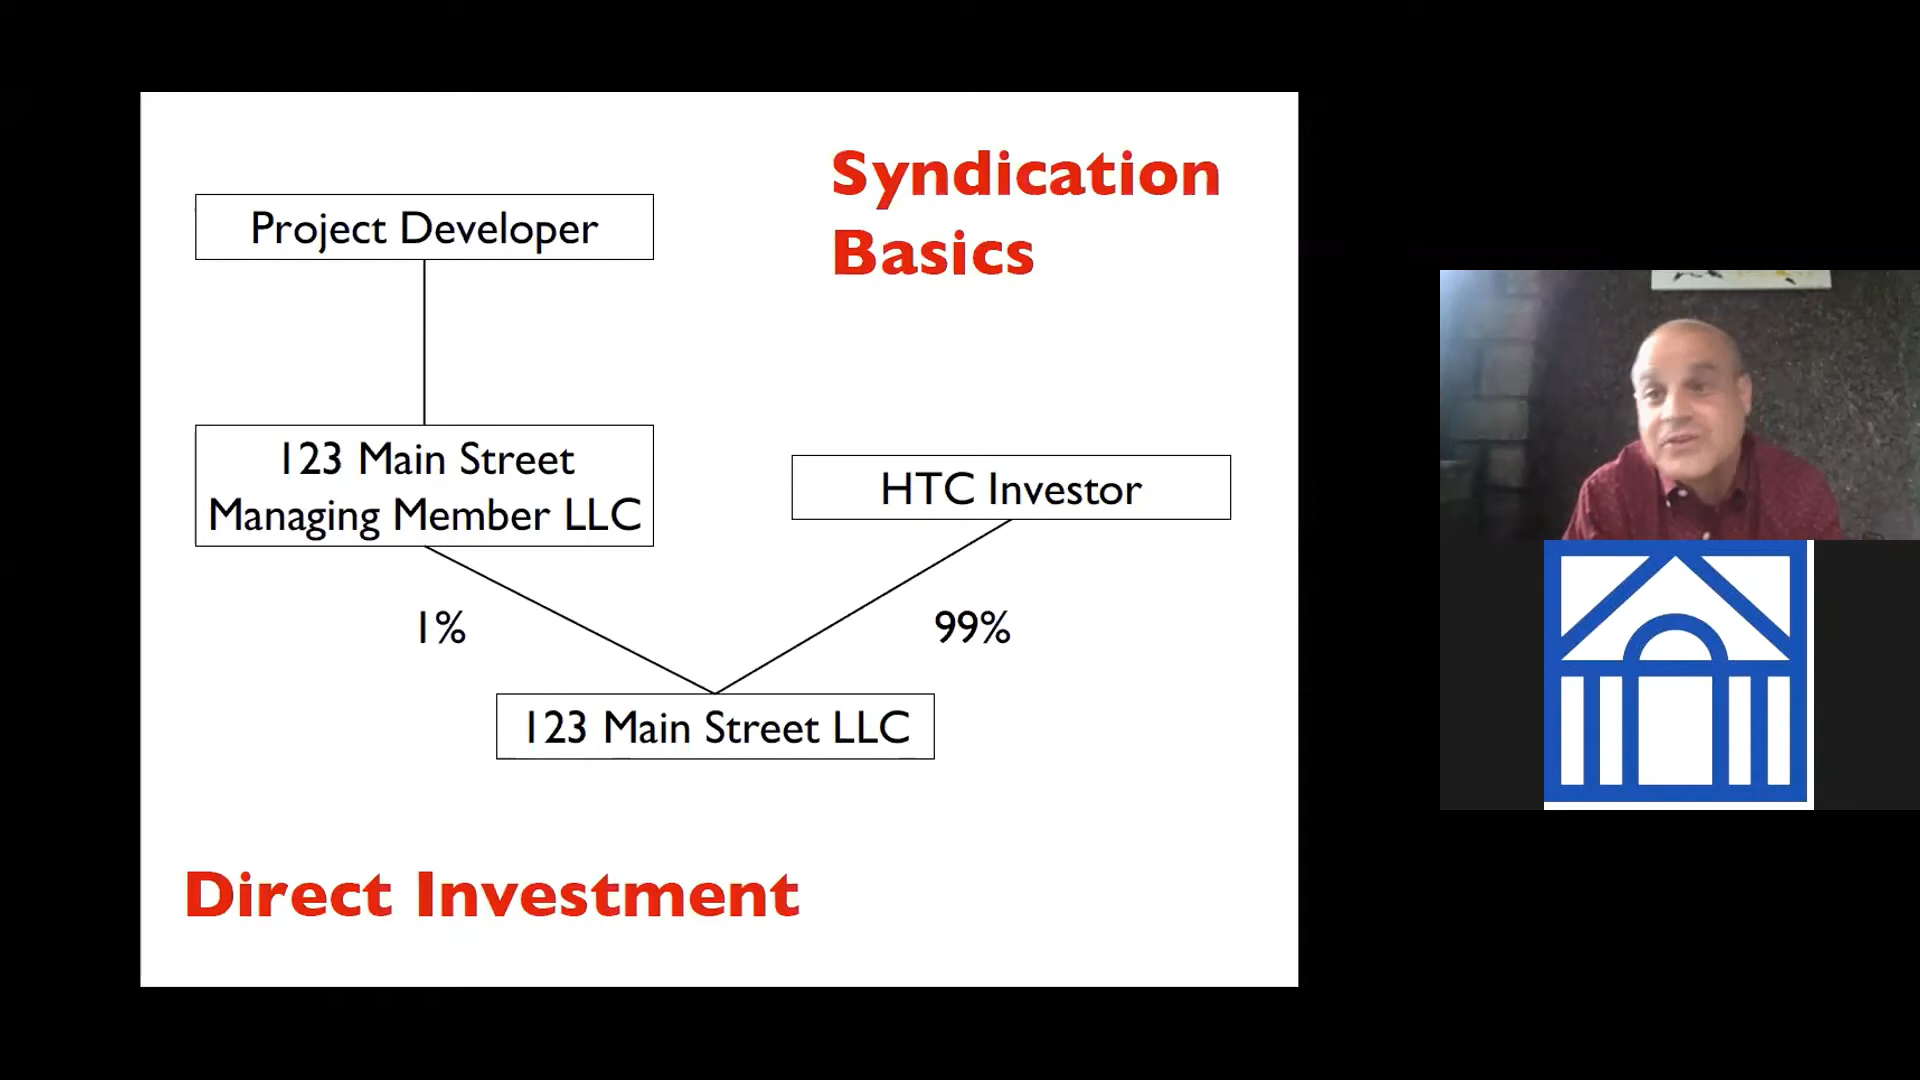 Syndication
Basics
Project Developer
123 Main Street
Managing Member LLC
HTC Investor
1%
99%
123 Main Street LLC
Direct Investment